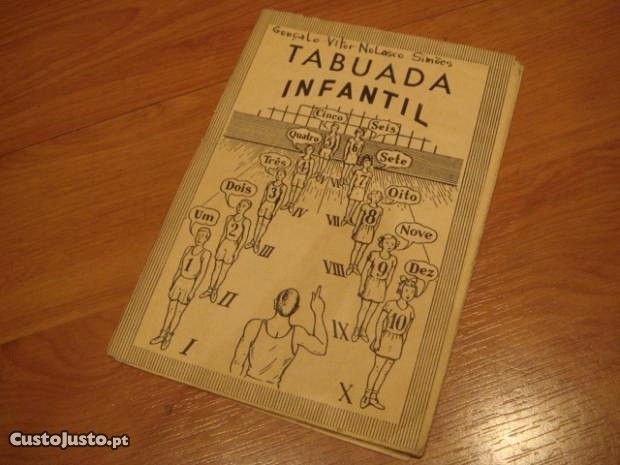 Gonçalo Vitor Nolasco Simões
TABUADA
INFANTIL
Cinco
Seis
Quatro
Sete
Três
Oito
Dois
Nove
Um
Dez
5
6
4
7
3
8
2
9
1
10
V
VI
IV
VII
III
VIII
II
IX
I
X
CustoJusto.pt